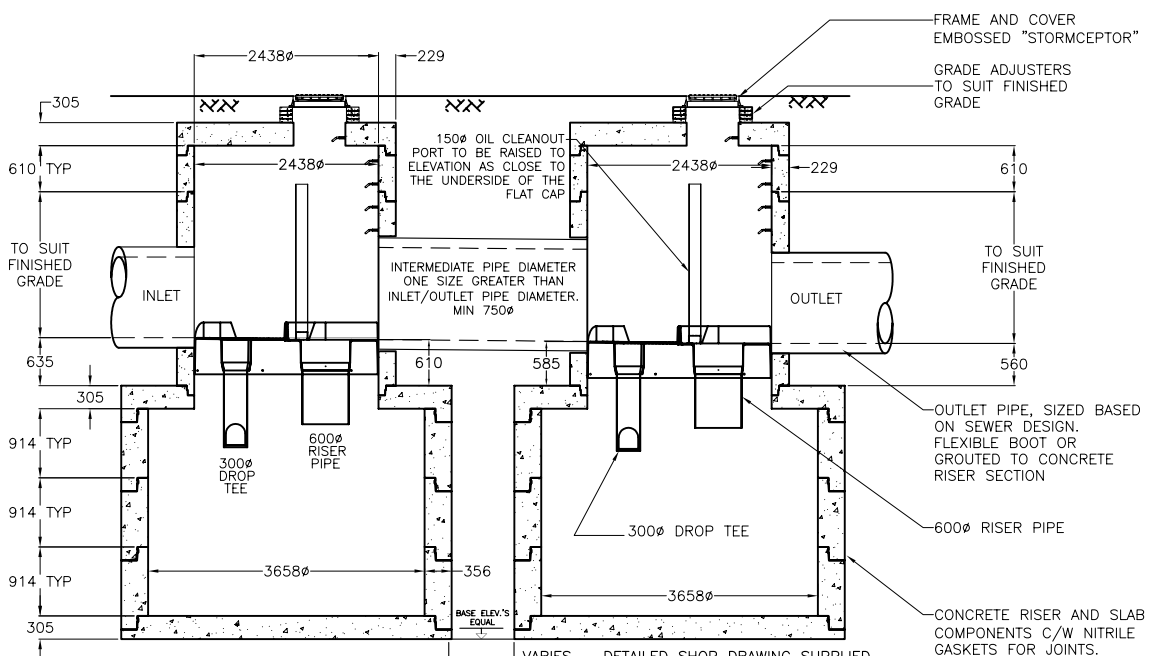 FRAME AND COVER
EMBOSSED "STORMCEPTOR"
2438ø
229
GRADE ADJUSTERS
TO SUIT FINISHED
GRADE
305
150ø OIL CLEANOUT
PORT TO BE RAISED TO
ELEVATION AS CLOSE TO
THE UNDERSIDE OF THE
FLAT CAP
610 TYP
2438ø
2438ø
229
610
TO SUIT
FINISHED
GRADE
TO SUIT
FINISHED
GRADE
INLET
INTERMEDIATE PIPE DIAMETER
ONE SIZE GREATER THAN
INLET/OUTLET PIPE DIAMETER.
MIN 750ø
OUTLET
635
610
585
560
305
OUTLET PIPE, SIZED BASED
ON SEWER DESIGN.
FLEXIBLE BOOT OR
GROUTED TO CONCRETE
RISER SECTION
914 TYP
300ø
DROP
TEE
600ø
RISER
PIPE
914 TYP
300ø DROP TEE
600ø RISER PIPE
914 TYP
3658ø
356
3658ø
305
BASE ELEV.'S
EQUAL
CONCRETE RISER AND SLAB
COMPONENTS C/W NITRILE
GASKETS FOR JOINTS.
VARIES - DETAILED SHOP DRAWING SUPPLIED